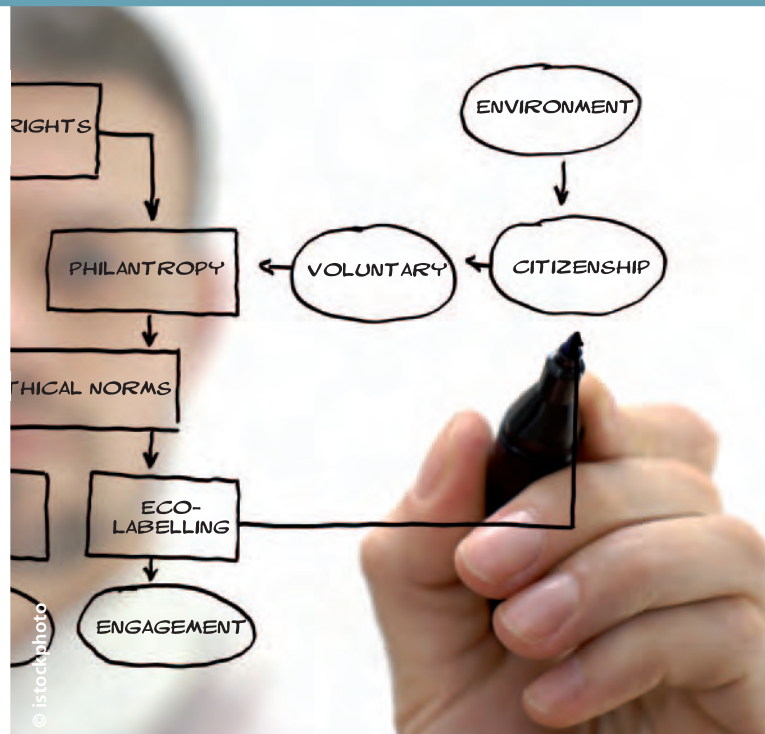 ENVIRONMENT
RIGHTS
PHILANTROPY
VOLUNTARY
CITIZENSHIP
THICAL NORMS
ECO-
LABELLING
ENGAGEMENT
© istockphoto